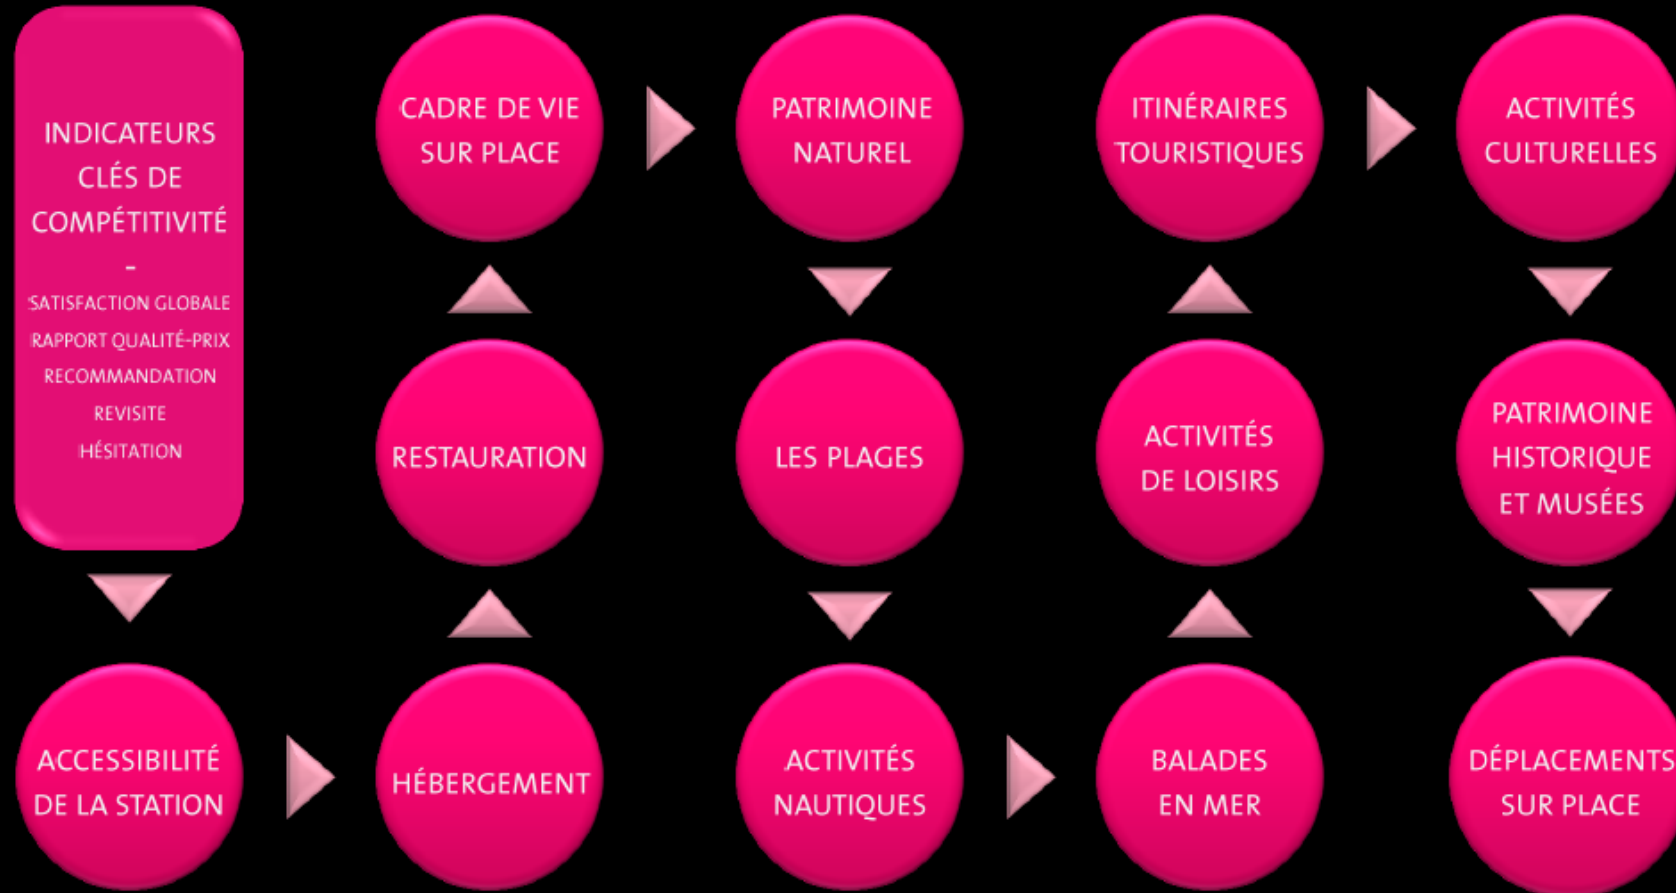 INDICATEURS
CLÉS DE
COMPÉTITIVITÉ
-
SATISFACTION GLOBALE
RAPPORT QUALITÉ-PRIX
RECOMMANDATION
REVISITE
HÉSITATION
ACCESSIBILITÉ
DE LA STATION
HÉBERGEMENT
RESTAURATION
CADRE DE VIE
SUR PLACE
PATRIMOINE
NATUREL
LES PLAGES
ACTIVITÉS
NAUTIQUES
BALADES
EN MER
ACTIVITÉS
DE LOISIRS
ITINÉRAIRES
TOURISTIQUES
ACTIVITÉS
CULTURELLES
PATRIMOINE
HISTORIQUE
ET MUSÉES
DÉPLACEMENTS
SUR PLACE